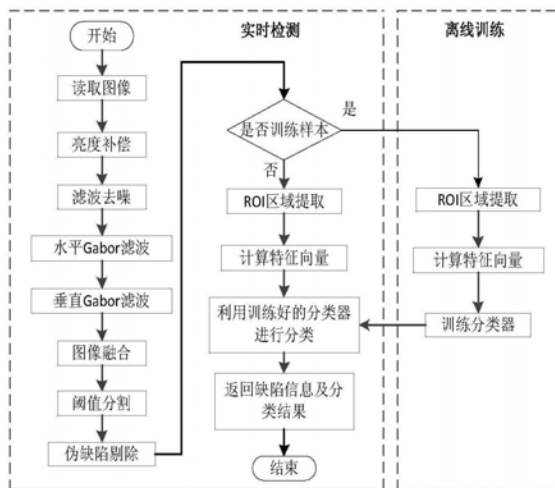 实时检测
离线训练
开始
读取图像
亮度补偿
滤波去噪
水平Gabor滤波
垂直Gabor滤波
图像融合
阈值分割
伪缺陷剔除
是否训练样本
是
否
ROI区域提取
计算特征向量
利用训练好的分类器
进行分类
返回缺陷信息及分
类结果
结束
ROI区域提取
计算特征向量
训练分类器